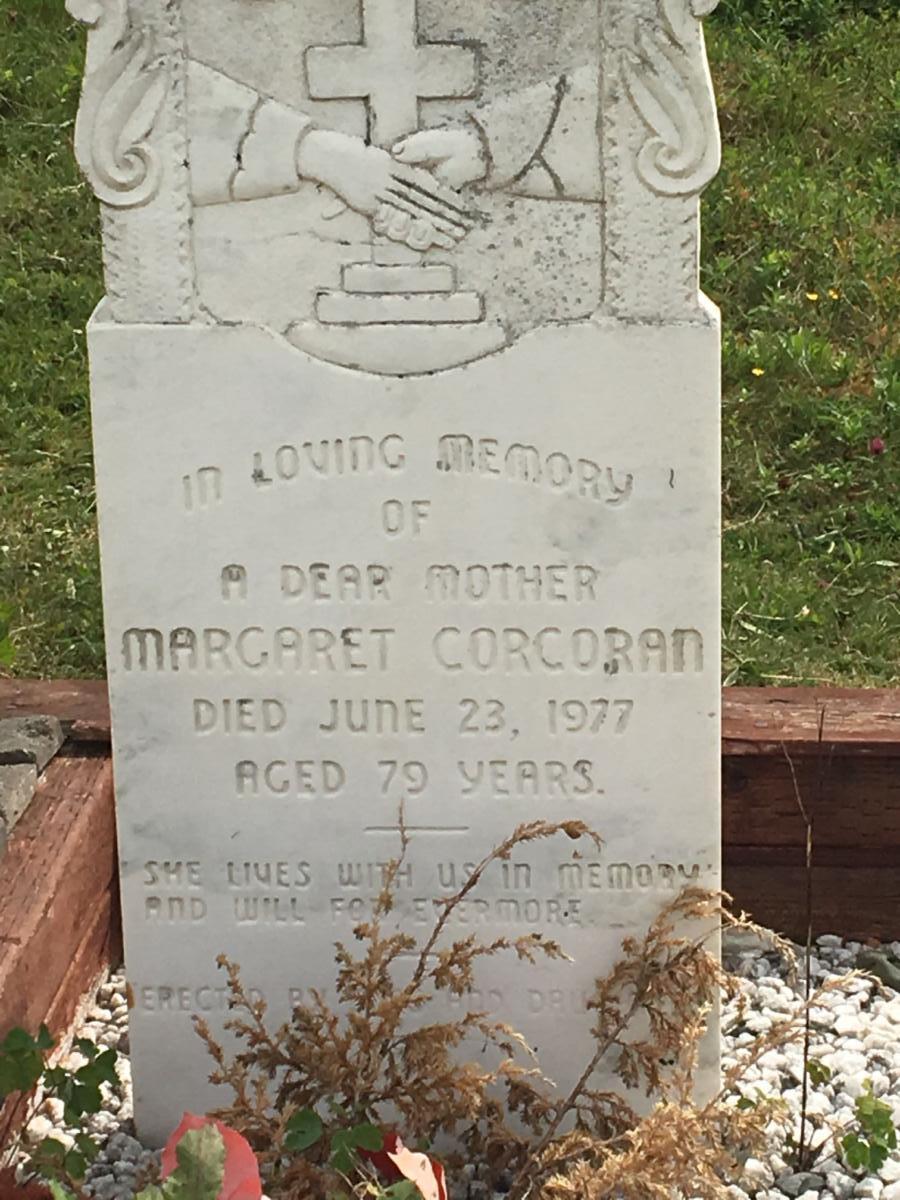 IN LOVING MEMORY
OF
A DEAR MOTHER
MARGARET CORCORAN
DIED JUNE 23, 1977
AGED 79 YEARS.
SHE LIVES WITH US IN MEMORY
AND WILL FOR EVERMORE
ERECTED BY AND